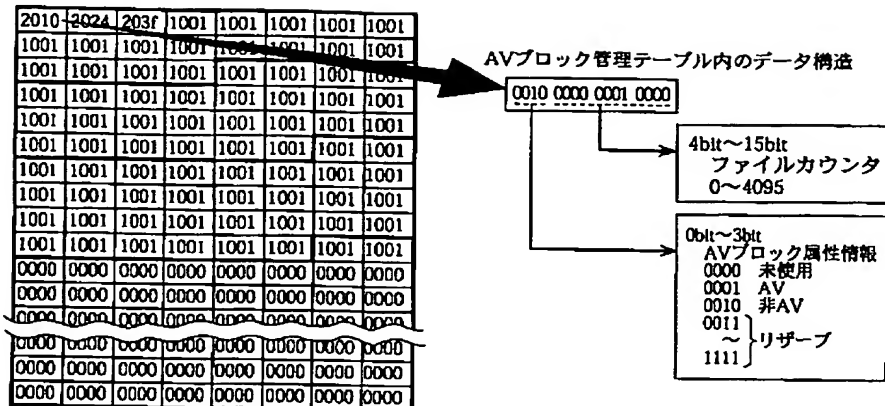 2010 2024 203f 1001 1001 1001 1001 1001
1001 1001 1001 1001 1001 1001 1001 1001
1001 1001 1001 1001 1001 1001 1001 1001
1001 1001 1001 1001 1001 1001 1001 1001
1001 1001 1001 1001 1001 1001 1001 1001
1001 1001 1001 1001 1001 1001 1001 1001
1001 1001 1001 1001 1001 1001 1001 1001
1001 1001 1001 1001 1001 1001 1001 1001
1001 1001 1001 1001 1001 1001 1001 1001
1001 1001 1001 1001 1001 1001 1001 1001
0000 0000 0000 0000 0000 0000 0000 0000
0000 0000 0000 0000 0000 0000 0000 0000
0000 0000 0000 0000 0000 0000 0000 0000
0000 0000 0000 0000 0000 0000 0000 0000
0000 0000 0000 0000 0000 0000 0000 0000
0000 0000 0000 0000 0000 0000 0000 0000
AVブロック管理テーブル内のデータ構造
0010 0000 0001 0000
4bit～15bit
ファイルカウンタ
0～4095
0bit～3bit
AVブロック属性情報
0000 未使用
0001 AV
0010 非AV
0011
～ リザーブ
1111